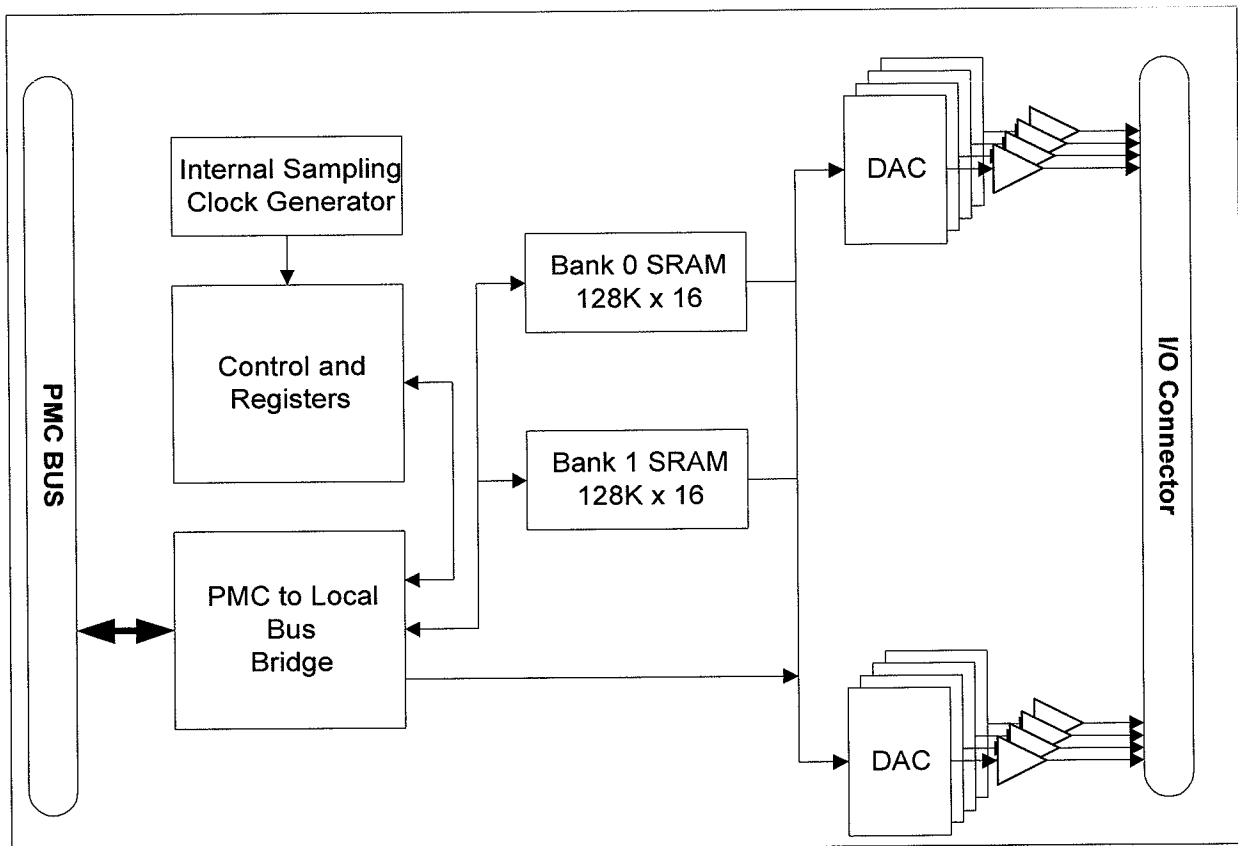 PMC BUS
Internal Sampling
Clock Generator
Control and
Registers
PMC to Local
Bus
Bridge
Bank 0 SRAM
128K x 16
Bank 1 SRAM
128K x 16
DAC
DAC
I/O Connector